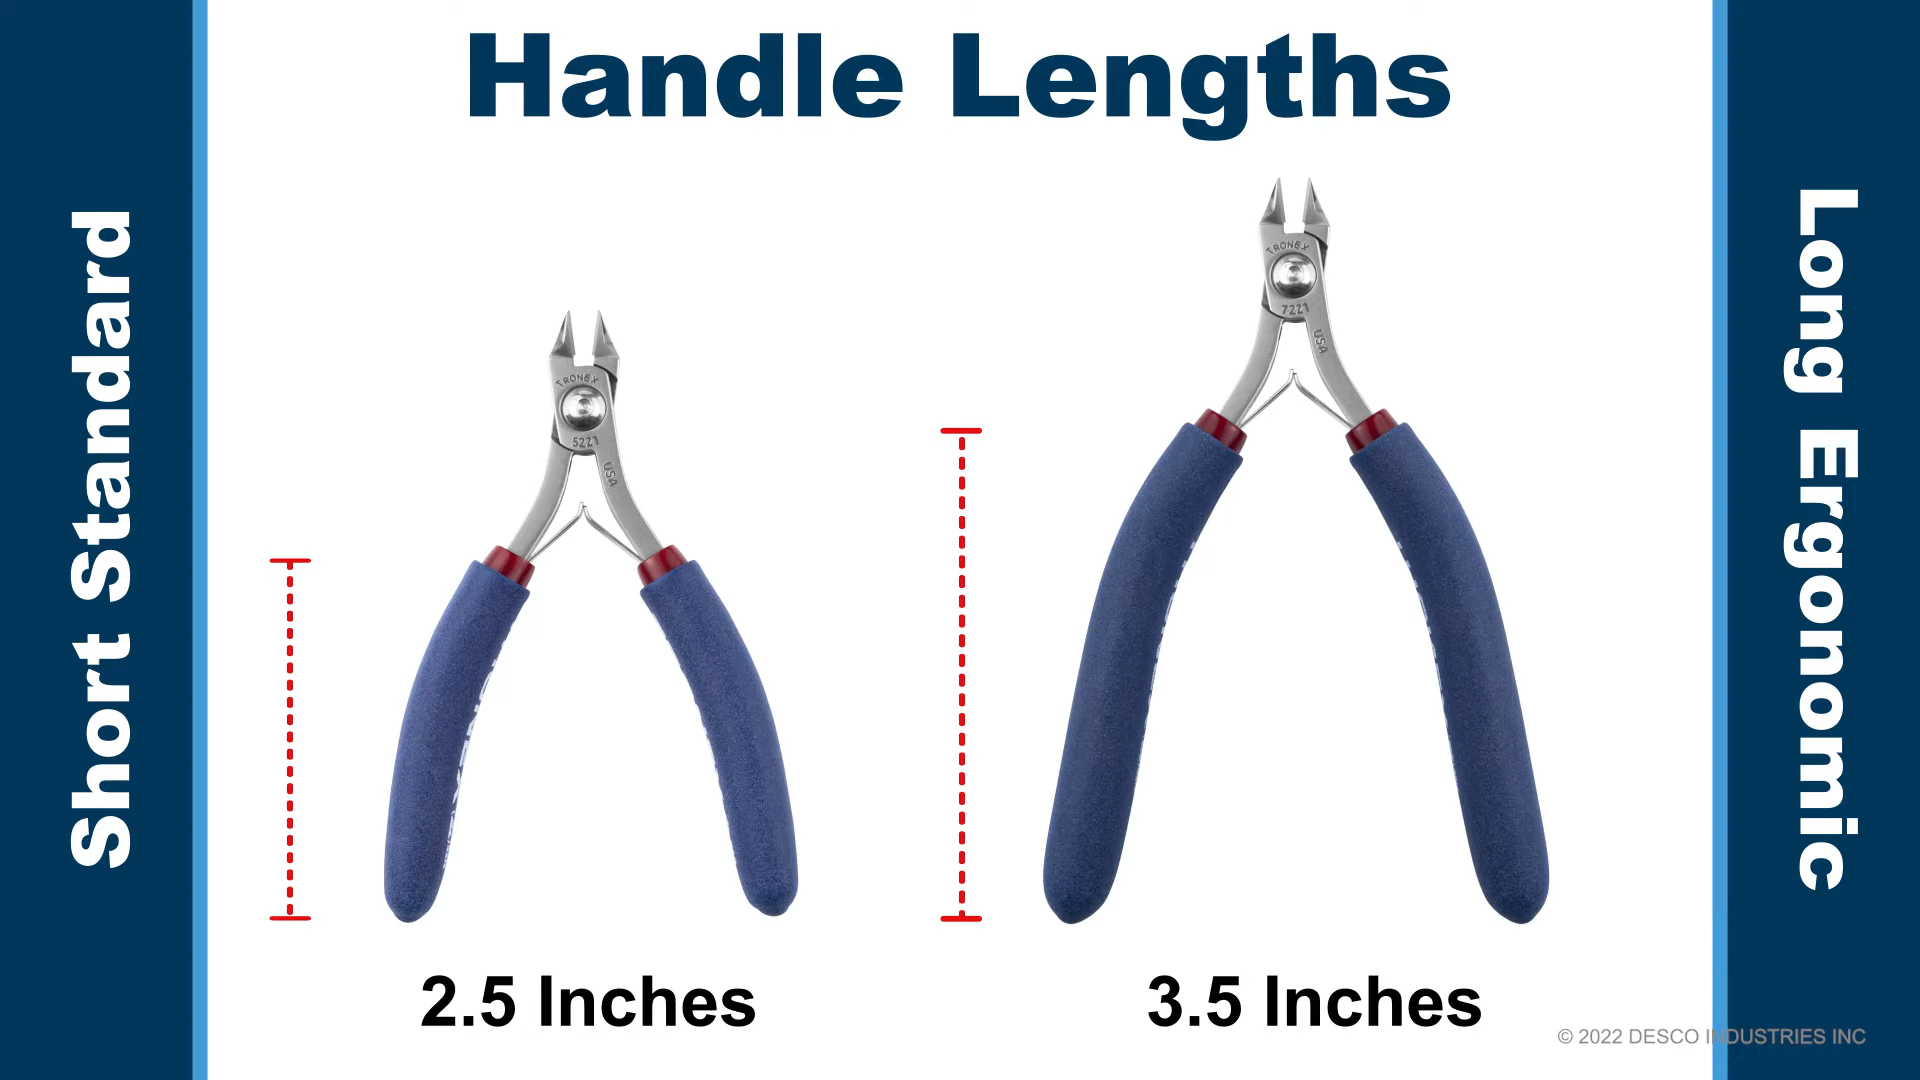 Handle Lengths
Short Standard
TRONEX
5221
USA
2.5 Inches
TRONEX
7221
USA
3.5 Inches
Long Ergonomic
© 2022 DESCO INDUSTRIES INC